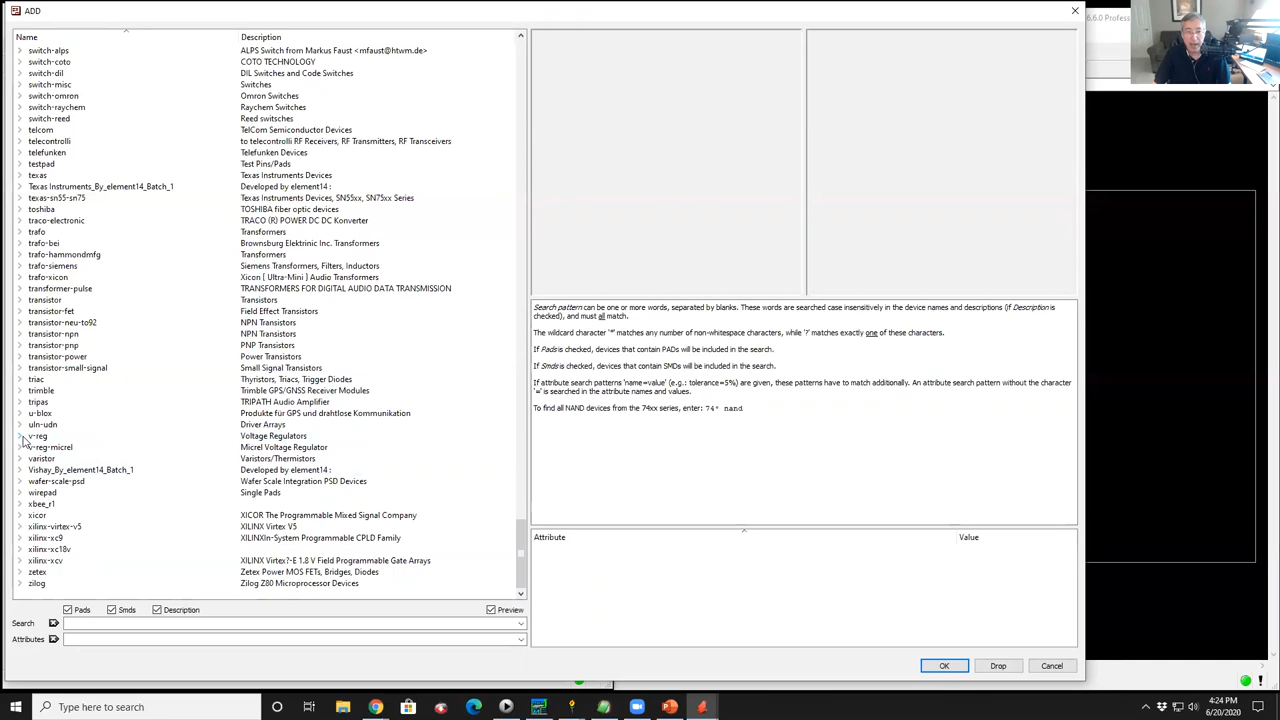 ADD
6.6.0 Profess
Name Description
switch-alps ALPS Switch from Markus Faust <mfaust@htwm.de>
switch-coto COTO TECHNOLOGY
switch-dil DIL Switches and Code Switches
switch-misc Switches
switch-omron Omron Switches
switch-raychem Raychem Switches
switch-reed Reed switsches
telcom TelCom Semiconductor Devices
telecontrolli to telecontrolli RF Receivers, RF Transmitters, RF Transceivers
telefunken Telefunken Devices
testpad Test Pins/Pads
texas Texas Instruments Devices
Texas Instruments_By_element14_Batch_1 Developed by element14 :
texas-sn55-sn75 Texas Instruments Devices, SN55xx, SN75xx Series
toshiba TOSHIBA fiber optic devices
traco-electronic TRACO (R) POWER DC DC Konverter
trafo Transformers
trafo-bei Brownsburg Elektrinic Inc. Transformers
trafo-hammondmfg Transformers
trafo-siemens Siemens Transformers, Filters, Inductors
trafo-xicon Xicon [ Ultra-Mini ] Audio Transformers
transformer-pulse TRANSFORMERS FOR DIGITAL AUDIO DATA TRANSMISSION
transistor Transistors
transistor-fet Field Effect Transistors
transistor-neu-to92 NPN Transistors
transistor-npn NPN Transistors
transistor-pnp PNP Transistors
transistor-power Power Transistors
transistor-small-signal Small Signal Transistors
triac Thyristors, Triacs, Trigger Diodes
trimble Trimble GPS/GNSS Receiver Modules
tripas TRIPATH Audio Amplifier
u-blox Produkte für GPS und drahtlose Kommunikation
uln-udn Driver Arrays
v-reg Voltage Regulators
v-reg-micrel Micrel Voltage Regulator
varistor Varistors/Thermistors
Vishay_By_element14_Batch_1 Developed by element14 :
wafer-scale-psd Wafer Scale Integration PSD Devices
wirepad Single Pads
xbee_r1
xicor XICOR The Programmable Mixed Signal Company
xilinx-virtex-v5 XILINX Virtex V5
xilinx-xc9 XILINXIn-System Programmable CPLD Family
xilinx-xc18v
xilinx-xcv XILINX Virtex?-E 1.8 V Field Programmable Gate Arrays
zetex Zetex Power MOS FETs, Bridges, Diodes
zilog Zilog Z80 Microprocessor Devices
Pads Smds Description Preview
Search
Attributes
Search pattern can be one or more words, separated by blanks. These words are searched case insensitively in the device names and descriptions (if Description is
checked), and must all match.
The wildcard character '*' matches any number of non-whitespace characters, while '?' matches exactly one of these characters.
If Pads is checked, devices that contain PADs will be included in the search.
If Smds is checked, devices that contain SMDs will be included in the search.
If attribute search patterns 'name=value' (e.g.: tolerance=5%) are given, these patterns have to match additionally. An attribute search pattern without the character
'=' is searched in the attribute names and values.
To find all NAND devices from the 74xx series, enter: 74* nand
Attribute Value
OK Drop Cancel
Type here to search
4:24 PM
6/20/2020